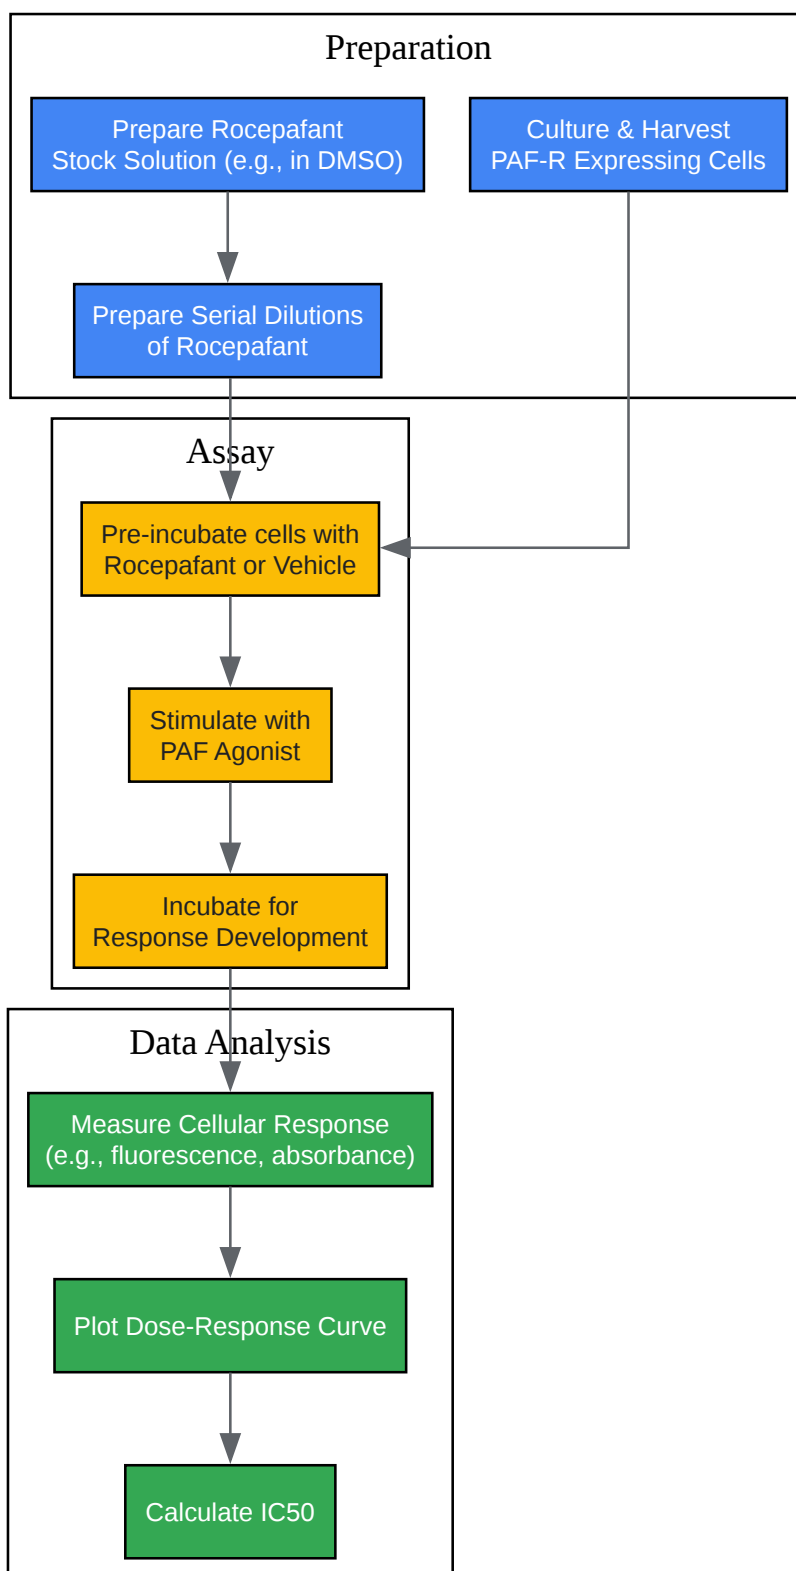 Preparation
Prepare Rocepafant
Stock Solution (e.g., in DMSO)
Culture & Harvest
PAF-R Expressing Cells
Prepare Serial Dilutions
of Rocepafant
Assay
Pre-incubate cells with
Rocepafant or Vehicle
Stimulate with
PAF Agonist
Incubate for
Response Development
Data Analysis
Measure Cellular Response
(e.g., fluorescence, absorbance)
Plot Dose-Response Curve
Calculate IC50